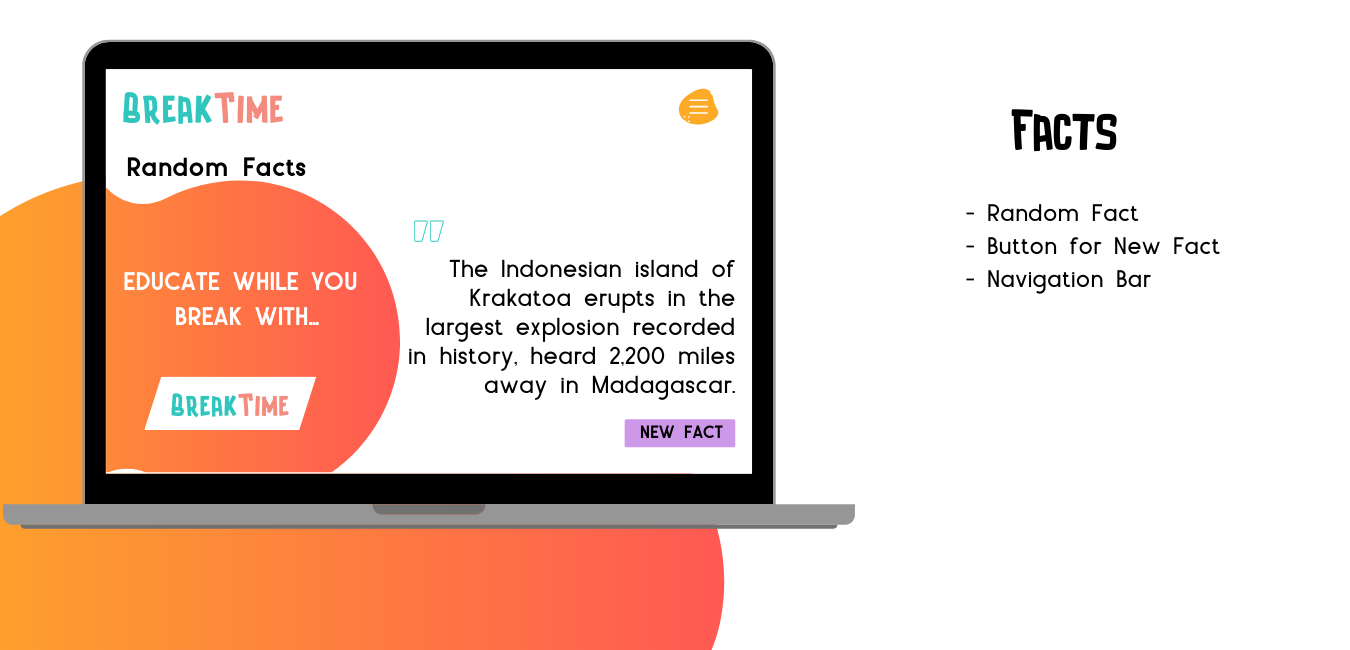 BREAKTIME
Random Facts
EDUCATE WHILE YOU
BREAK WITH...
BREAKTIME
"
The Indonesian island of
Krakatoa erupts in the
largest explosion recorded
in history, heard 2,200 miles
away in Madagascar.
NEW FACT
FACTS
- Random Fact
- Button for New Fact
- Navigation Bar